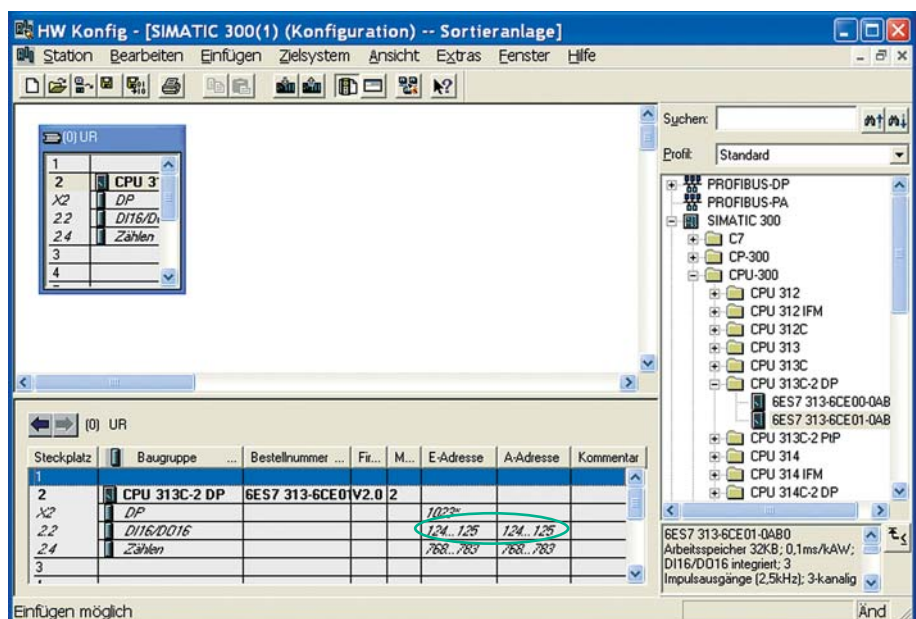 HW Konfig - [SIMATIC 300(1) (Konfiguration) -- Sortieranlage]
Station Bearbeiten Einfügen Zielsystem Ansicht Extras Fenster Hilfe
(0) UR
1
2 CPU 3
X2 DP
2.2 DI16/D
2.4 Zählen
3
4
Suchen:
Profil: Standard
PROFIBUS-DP
PROFIBUS-PA
SIMATIC 300
C7
CP-300
CPU-300
CPU 312
CPU 312 IFM
CPU 312C
CPU 313
CPU 313C
CPU 313C-2 DP
6ES7 313-6CE00-0AB
6ES7 313-6CE01-0AB
CPU 313C-2 PtP
CPU 314
CPU 314 IFM
CPU 314C-2 DP
(0) UR
Steckplatz Baugruppe ... Bestellnummer ... Fir... M... E-Adresse A-Adresse Kommentar
1
2 CPU 313C-2 DP 6ES7 313-6CE01 V2.0 2
X2 DP 1023*
2.2 DI16/DO16 124...125 124...125
2.4 Zählen 768...783 768...783
3
6ES7 313-6CE01-0AB0
Arbeitsspeicher 32KB; 0,1ms/kAW;
DI16/DO16 integriert; 3
Impulsausgänge (2,5kHz); 3-kanalig
Einfügen möglich Änd